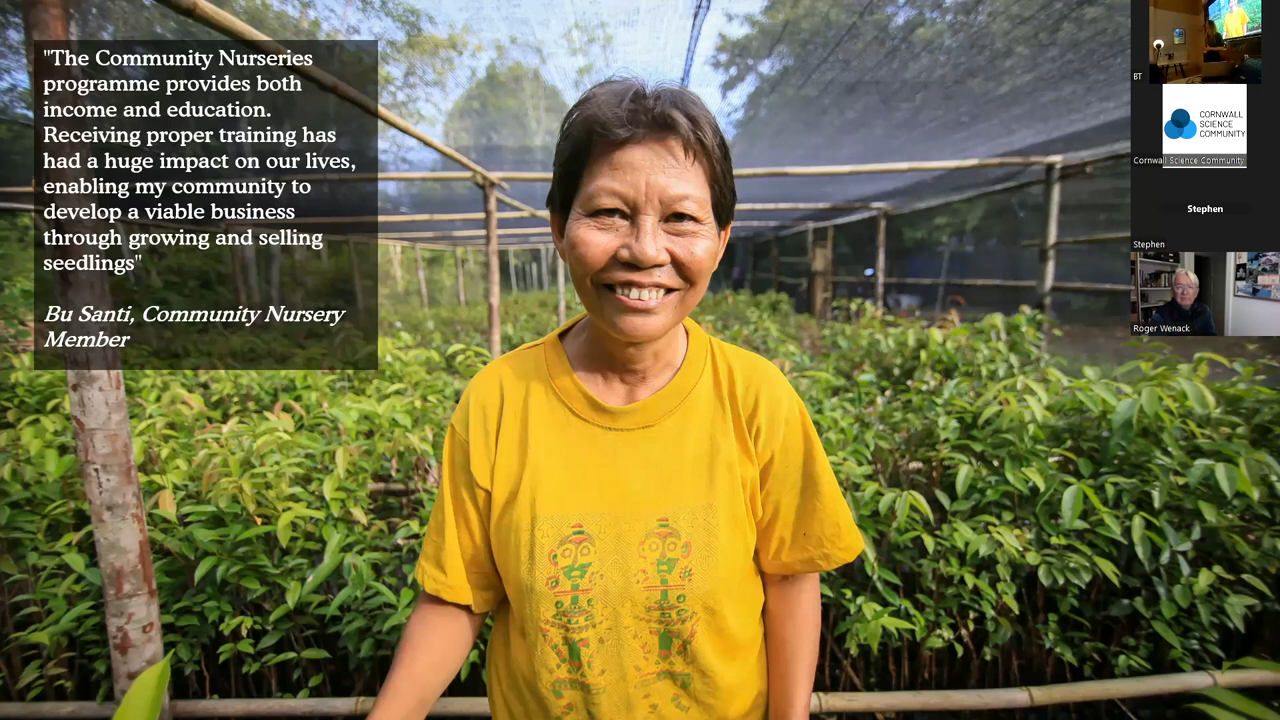 "The Community Nurseries
programme provides both
income and education.
Receiving proper training has
had a huge impact on our lives,
enabling my community to
develop a viable business
through growing and selling
seedlings"
Bu Santi, Community Nursery
Member
BT
CORNWALL
SCIENCE
COMMUNITY
Cornwall Science Community
Stephen
Stephen
Roger Wenack